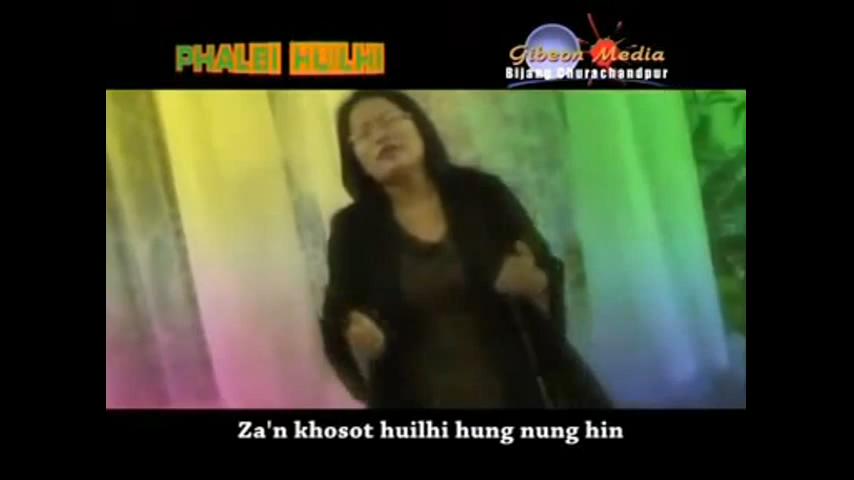 PHALEI HUILHI
Gibeon Media
Bijang Churachandpur
Za'n khosot huilhi hung nung hin